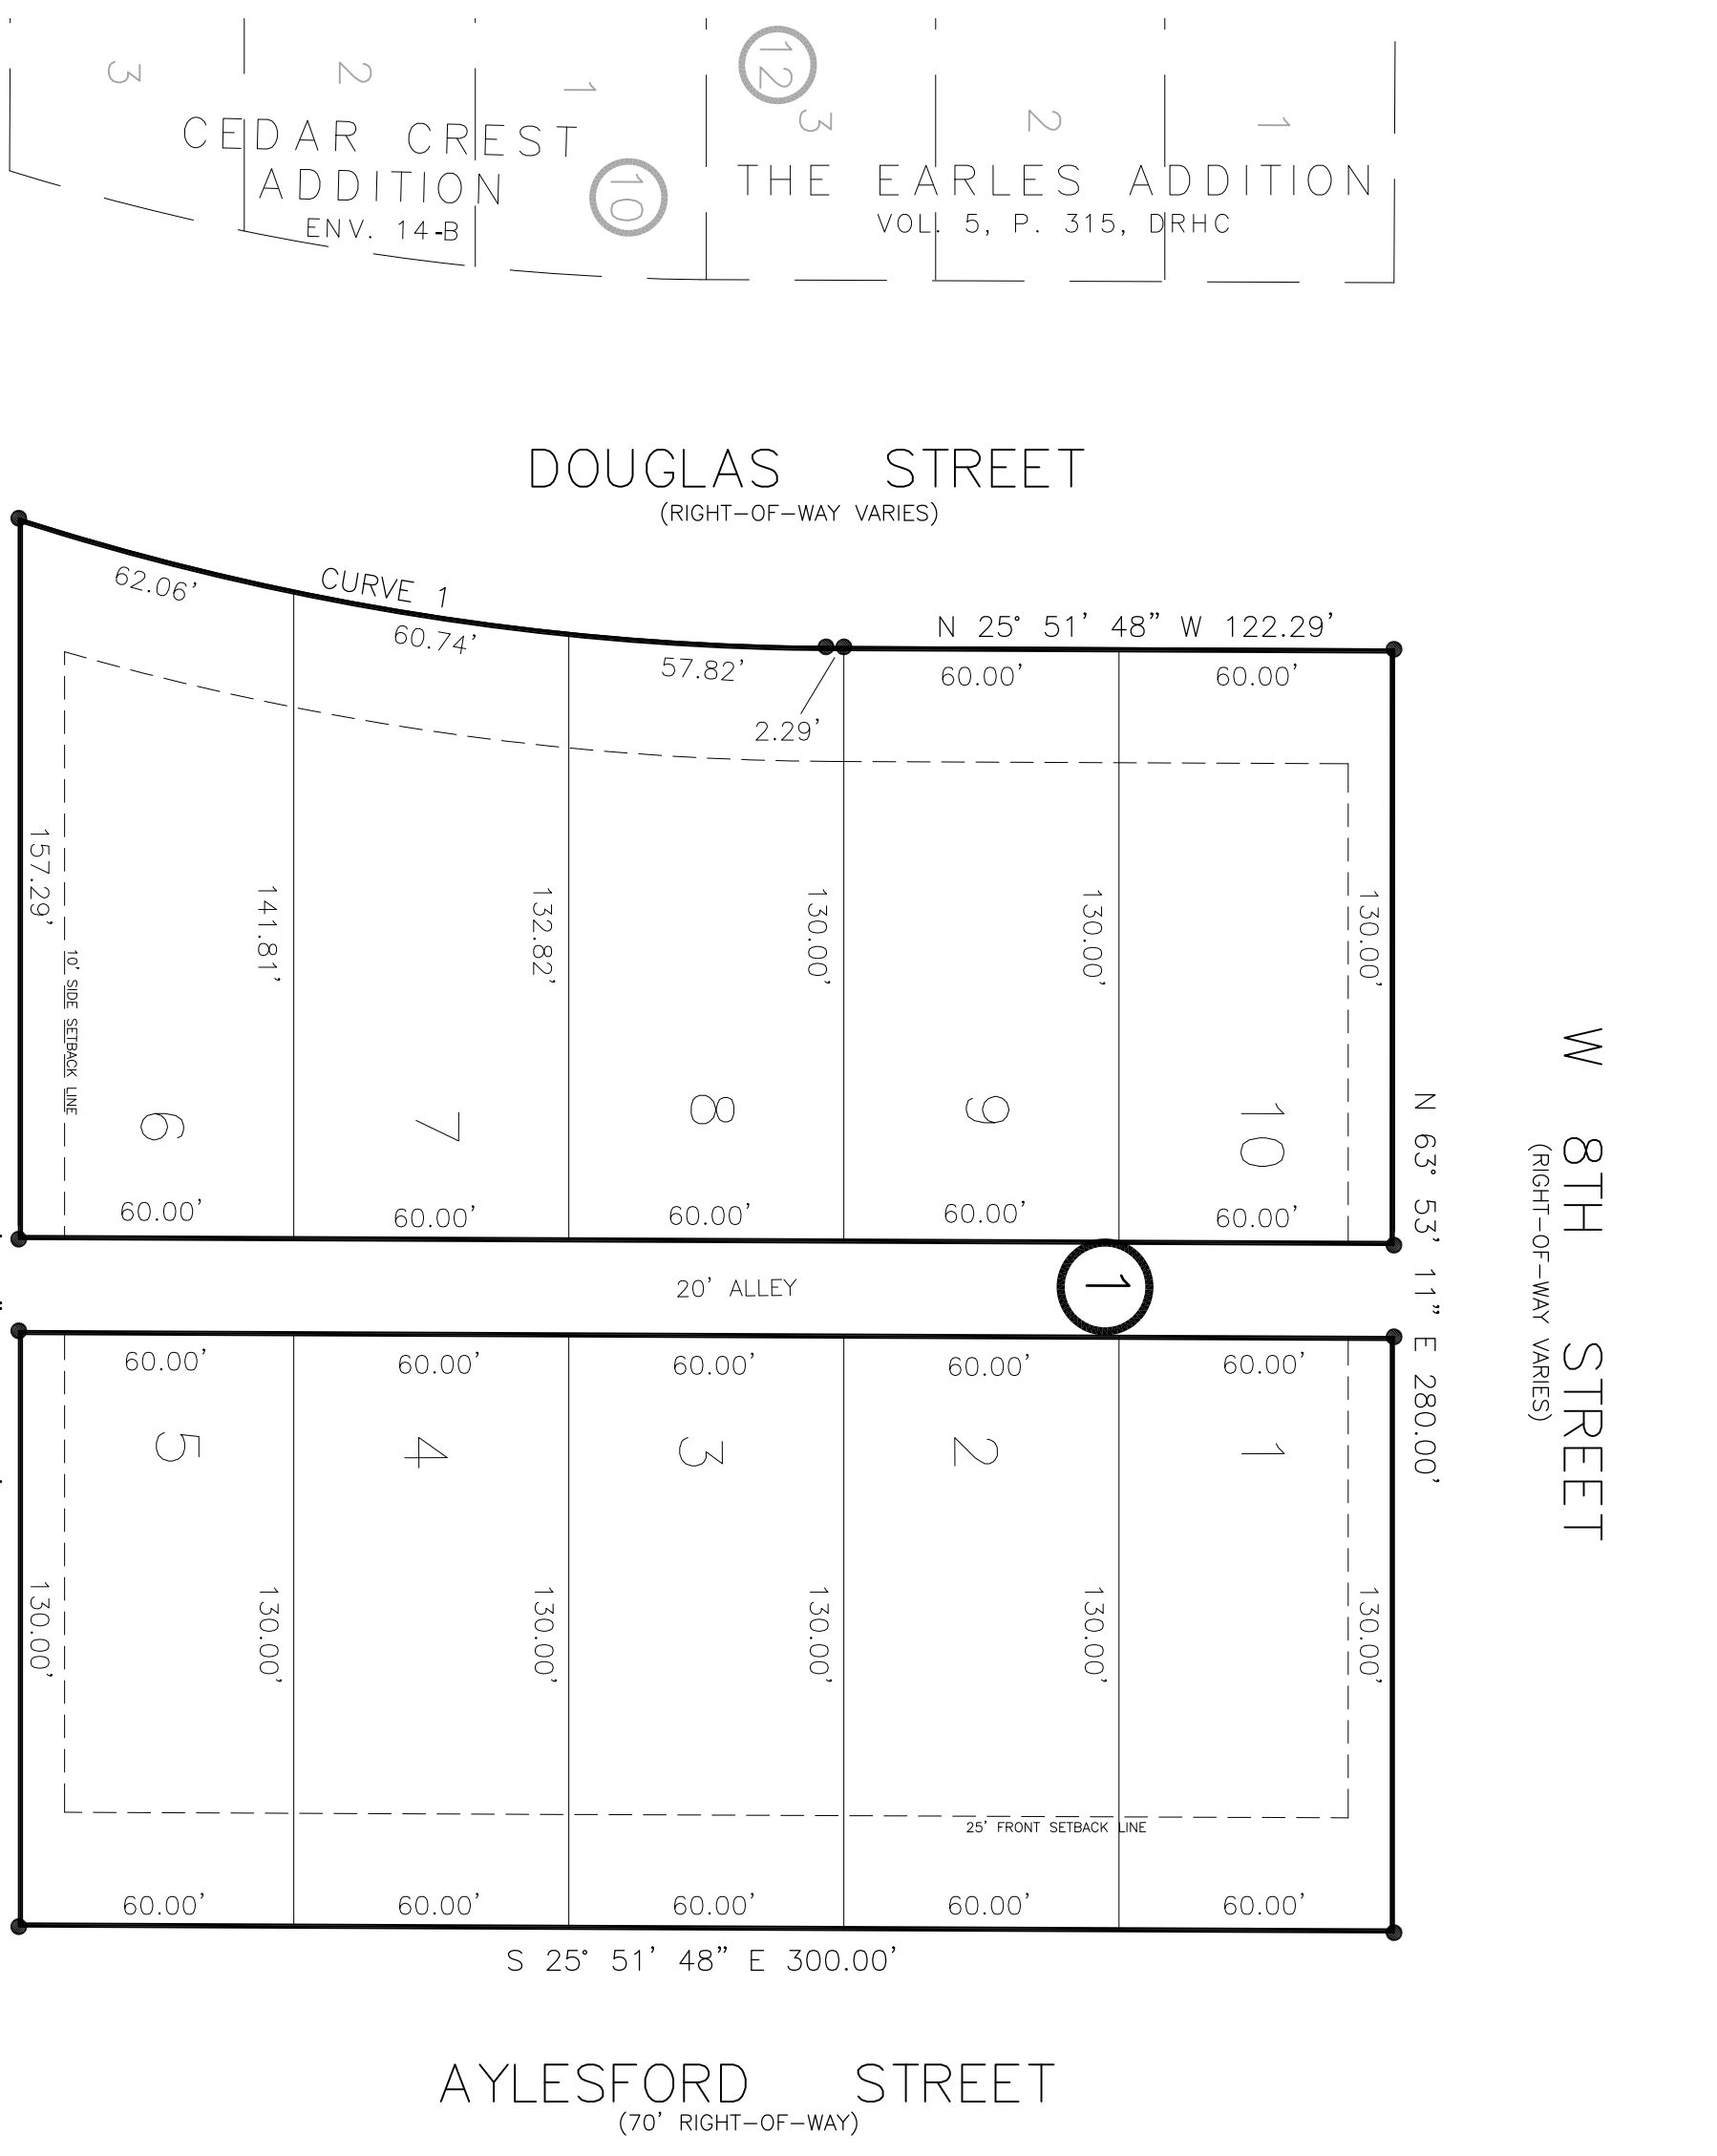 3
2
1
12
3
2
1
CEDAR CREST
ADDITION
ENV. 14-B
10
THE EARLES ADDITION
VOL. 5, P. 315, DRHC
DOUGLAS STREET
(RIGHT-OF-WAY VARIES)
62.06'
CURVE 1
60.74'
57.82'
2.29'
N 25° 51' 48" W 122.29'
60.00'
60.00'
157.29'
141.81'
132.82'
130.00'
130.00'
130.00'
10' SIDE SETBACK LINE
6
7
8
9
10
60.00'
60.00'
60.00'
60.00'
60.00'
20' ALLEY
1
N 63° 53' 11" E 280.00'
W 8TH STREET
(RIGHT-OF-WAY VARIES)
60.00'
60.00'
60.00'
60.00'
60.00'
5
4
3
2
1
130.00'
130.00'
130.00'
130.00'
130.00'
130.00'
25' FRONT SETBACK LINE
60.00'
60.00'
60.00'
60.00'
60.00'
S 25° 51' 48" E 300.00'
AYLESFORD STREET
(70' RIGHT-OF-WAY)